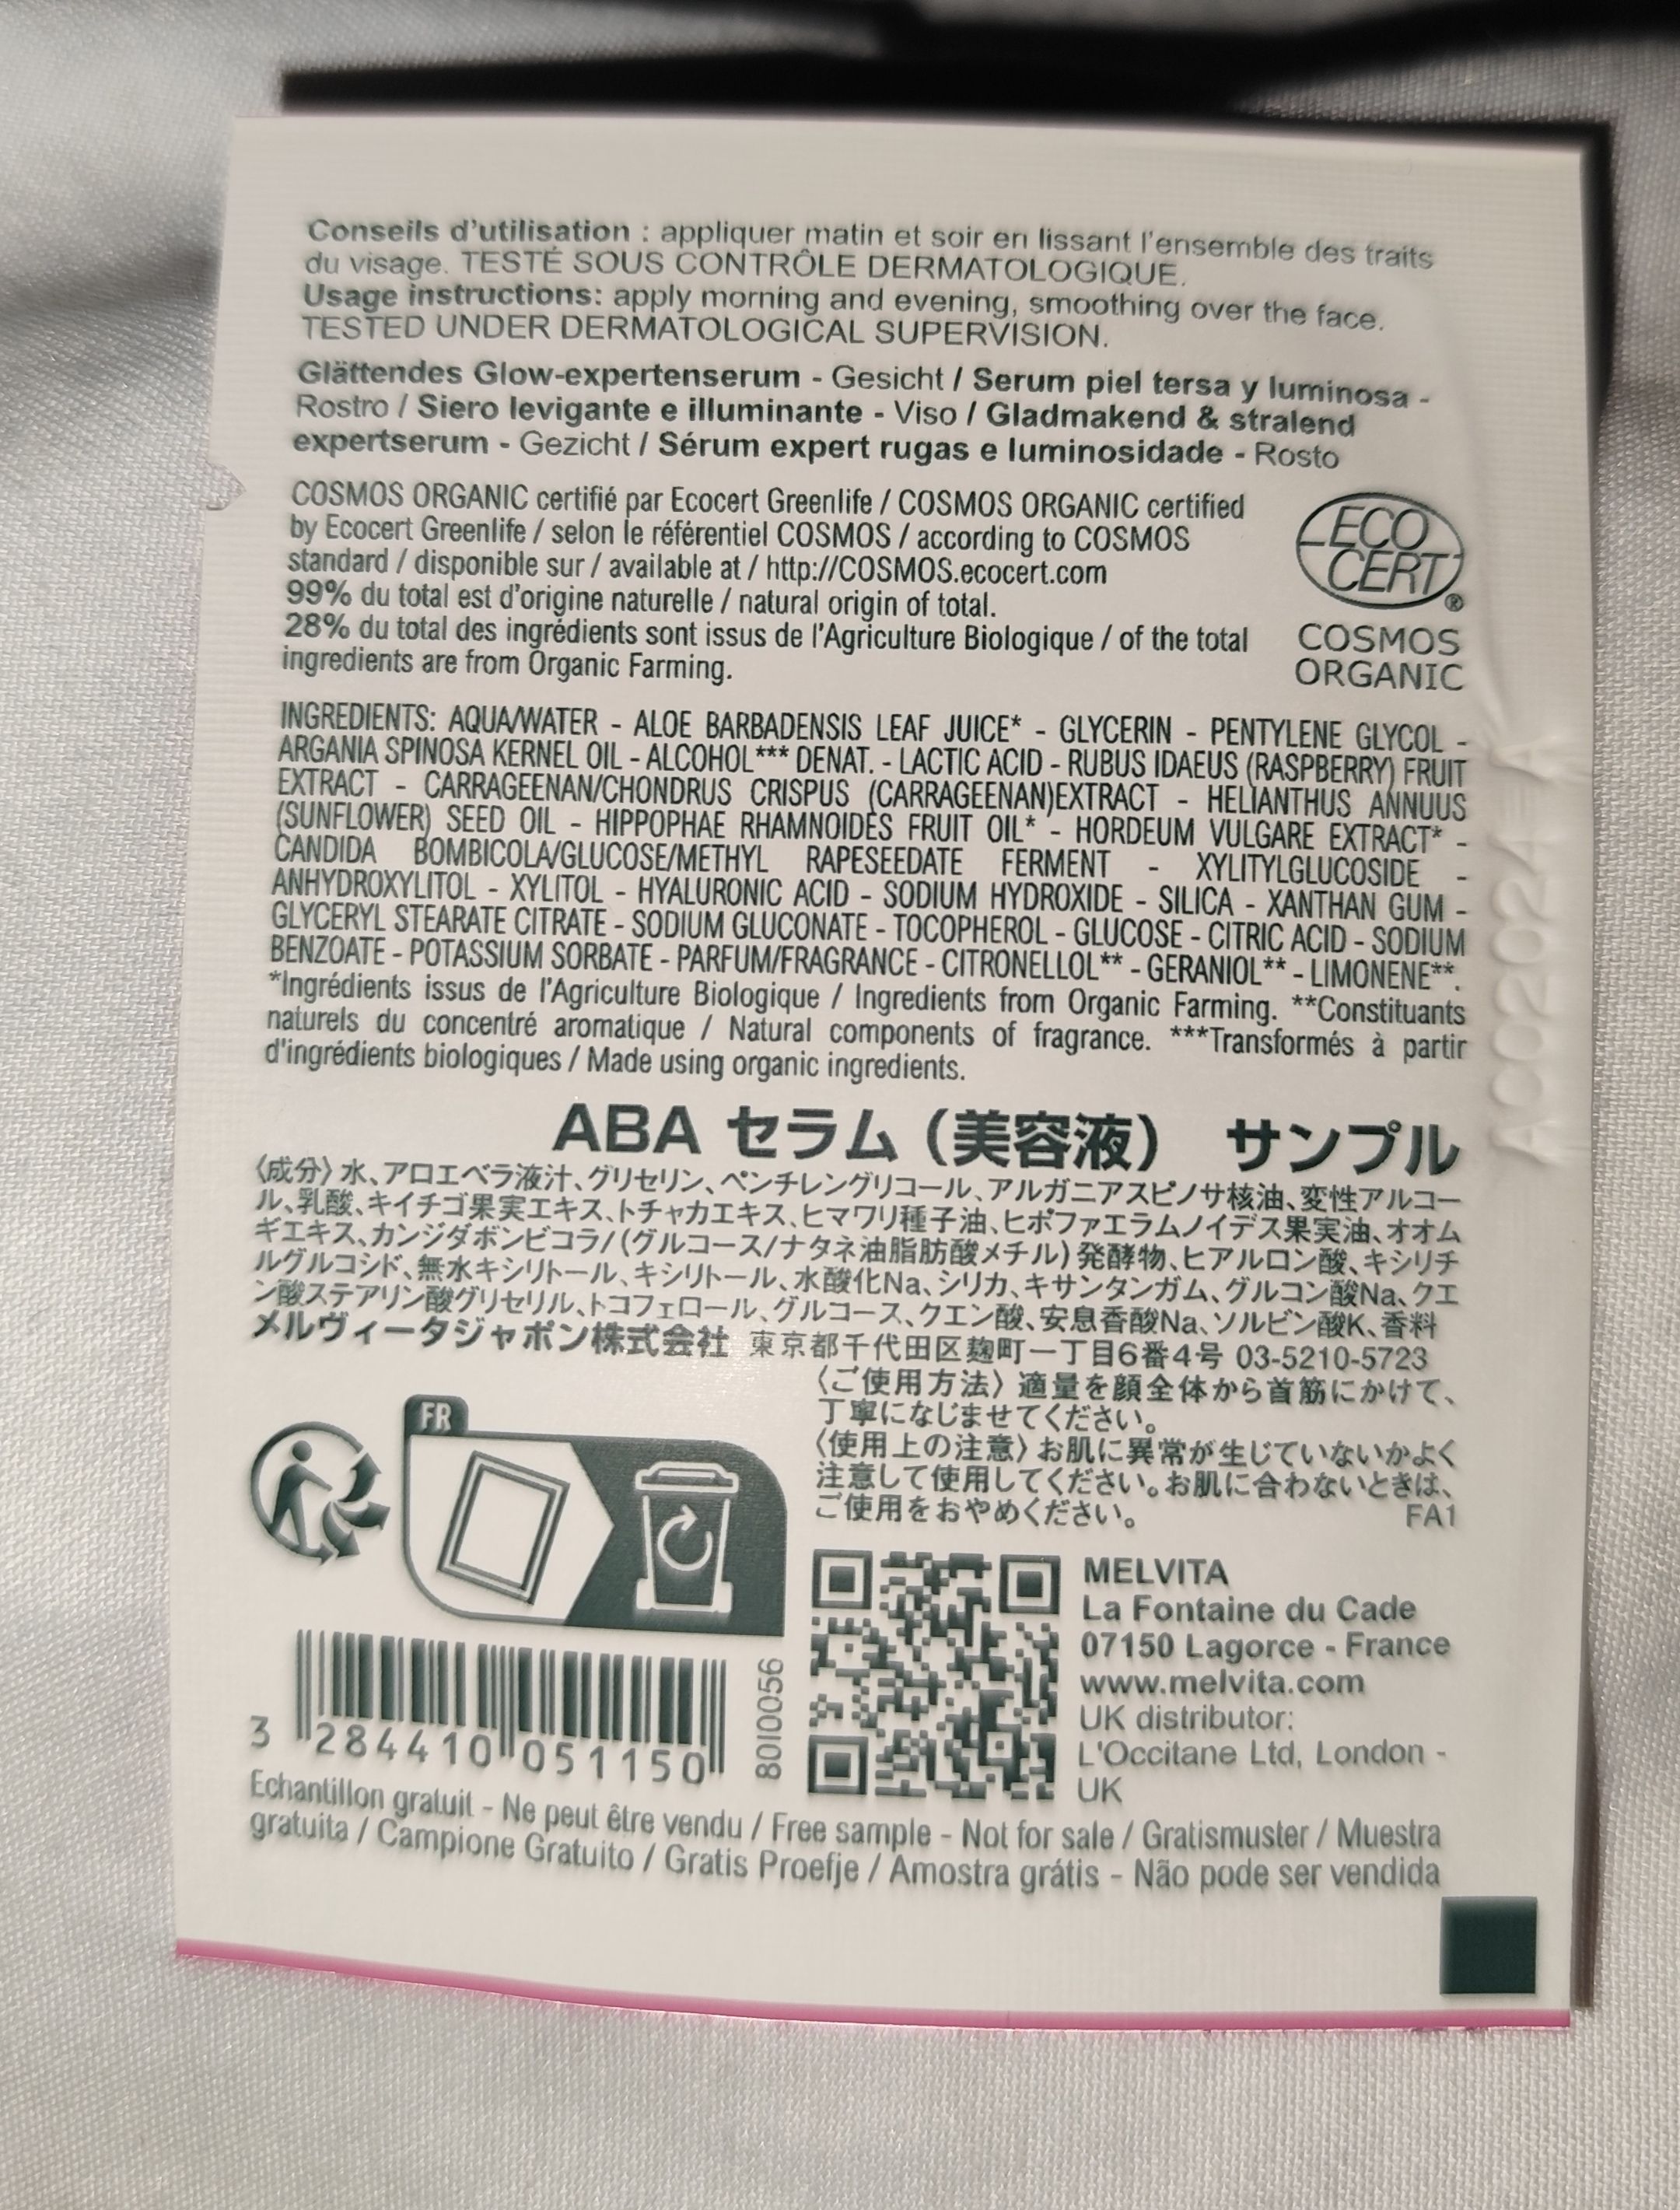 Conseils d'utilisation : appliquer matin et soir en lissant l'ensemble des traits
du visage. TESTÉ SOUS CONTRÔLE DERMATOLOGIQUE.
Usage instructions: apply morning and evening, smoothing over the face.
TESTED UNDER DERMATOLOGICAL SUPERVISION.
Glättendes Glow-expertenserum - Gesicht / Serum piel tersa y luminosa -
Rostro / Siero levigante e illuminante - Viso / Gladmakend & stralend
expertserum - Gezicht / Sérum expert rugas e luminosidade - Rosto
COSMOS ORGANIC certifié par Ecocert Greenlife / COSMOS ORGANIC certified
by Ecocert Greenlife / selon le référentiel COSMOS / according to COSMOS
standard / disponible sur / available at / http://COSMOS.ecocert.com
99% du total est d'origine naturelle / natural origin of total.
28% du total des ingrédients sont issus de l'Agriculture Biologique / of the total
ingredients are from Organic Farming.
ECO
CERT®
COSMOS
ORGANIC
INGREDIENTS: AQUA/WATER - ALOE BARBADENSIS LEAF JUICE* - GLYCERIN - PENTYLENE GLYCOL -
ARGANIA SPINOSA KERNEL OIL - ALCOHOL*** DENAT. - LACTIC ACID - RUBUS IDAEUS (RASPBERRY) FRUIT
EXTRACT - CARRAGEENAN/CHONDRUS CRISPUS (CARRAGEENAN)EXTRACT - HELIANTHUS ANNUUS
(SUNFLOWER) SEED OIL - HIPPOPHAE RHAMNOIDES FRUIT OIL* - HORDEUM VULGARE EXTRACT* -
CANDIDA BOMBICOLA/GLUCOSE/METHYL RAPESEEDATE FERMENT - XYLITYLGLUCOSIDE -
ANHYDROXYLITOL - XYLITOL - HYALURONIC ACID - SODIUM HYDROXIDE - SILICA - XANTHAN GUM -
GLYCERYL STEARATE CITRATE - SODIUM GLUCONATE - TOCOPHEROL - GLUCOSE - CITRIC ACID - SODIUM
BENZOATE - POTASSIUM SORBATE - PARFUM/FRAGRANCE - CITRONELLOL** - GERANIOL** - LIMONENE**.
*Ingrédients issus de l'Agriculture Biologique / Ingredients from Organic Farming. **Constituants
naturels du concentré aromatique / Natural components of fragrance. ***Transformés à partir
d'ingrédients biologiques / Made using organic ingredients.
ABA セラム（美容液） サンプル
〈成分〉水、アロエベラ液汁、グリセリン、ペンチレングリコール、アルガニアスピノサ核油、変性アルコー
ル、乳酸、キイチゴ果実エキス、トチャカエキス、ヒマワリ種子油、ヒポファエラムノイデス果実油、オオム
ギエキス、カンジダボンビコラ/(グルコース/ナタネ油脂肪酸メチル)発酵物、ヒアルロン酸、キシリチ
ルグルコシド、無水キシリトール、キシリトール、水酸化Na、シリカ、キサンタンガム、グルコン酸Na、クエ
ン酸ステアリン酸グリセリル、トコフェロール、グルコース、クエン酸、安息香酸Na、ソルビン酸K、香料
メルヴィータジャポン株式会社 東京都千代田区麹町一丁目6番4号 03-5210-5723
〈ご使用方法〉適量を顔全体から首筋にかけて、
丁寧になじませてください。
〈使用上の注意〉お肌に異常が生じていないかよく
注意して使用してください。お肌に合わないときは、
ご使用をおやめください。 FA1
FR
MELVITA
La Fontaine du Cade
07150 Lagorce - France
www.melvita.com
UK distributor:
L'Occitane Ltd, London -
UK
8010056
3 284410 051150
Echantillon gratuit - Ne peut être vendu / Free sample - Not for sale / Gratismuster / Muestra
gratuita / Campione Gratuito / Gratis Proefje / Amostra grátis - Não pode ser vendida